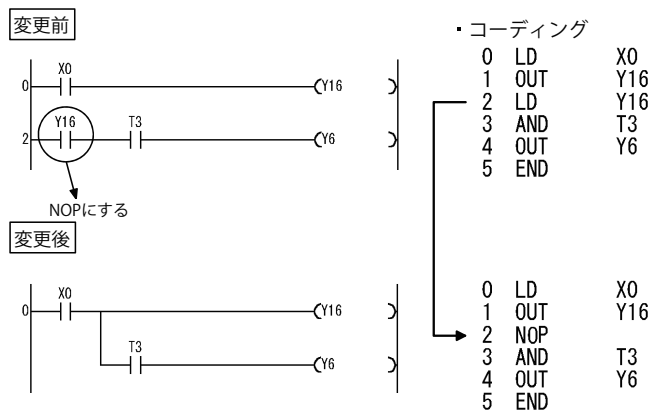 変更前
X0
0 Y16
Y16 T3
2 Y6
NOPにする
・コーディング
0 LD X0
1 OUT Y16
2 LD Y16
3 AND T3
4 OUT Y6
5 END
変更後
X0
0 Y16
T3
Y6
0 LD X0
1 OUT Y16
2 NOP
3 AND T3
4 OUT Y6
5 END